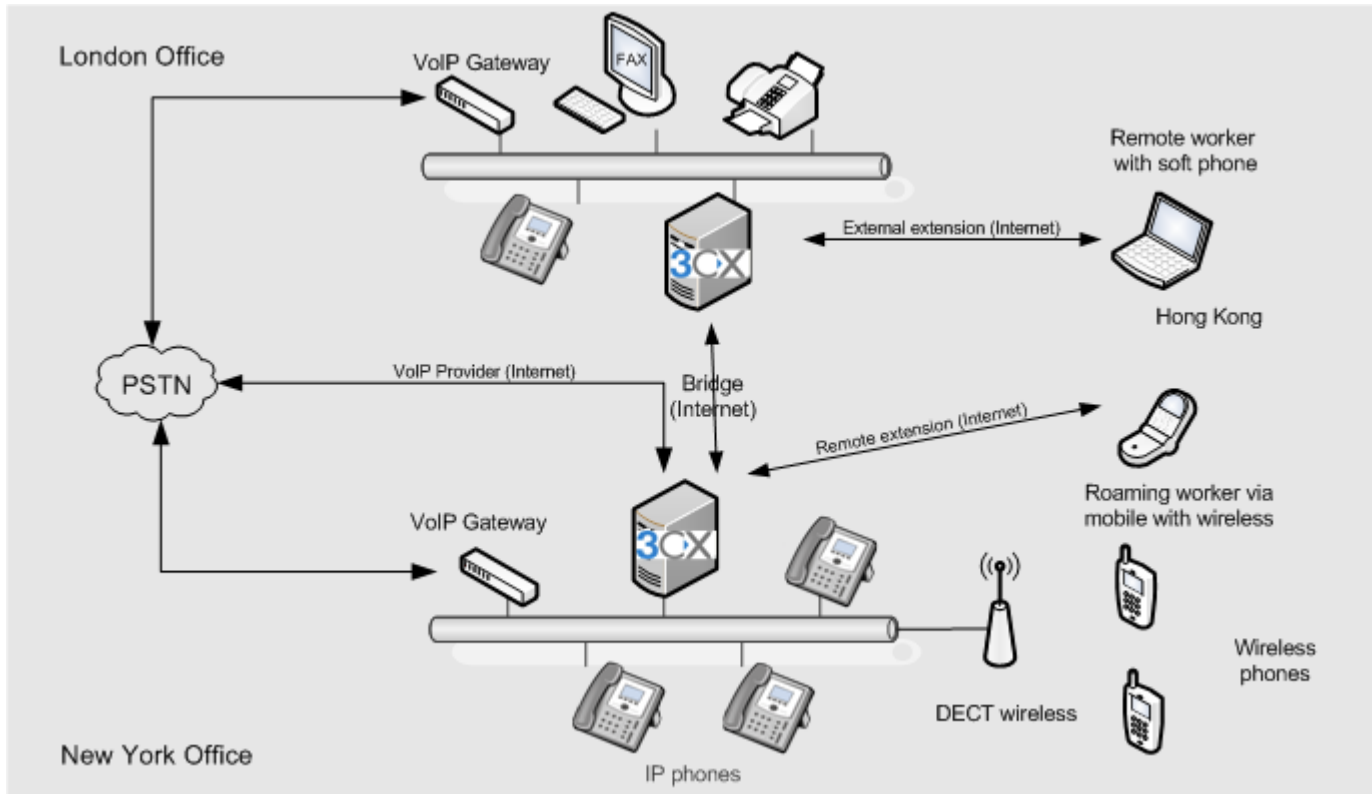 London Office
VoIP Gateway
FAX
Remote worker
with soft phone
External extension (Internet)
3CX
Hong Kong
PSTN
VoIP Provider (Internet)
Bridge
(Internet)
Remote extension (Internet)
Roaming worker via
mobile with wireless
VoIP Gateway
3CX
Wireless
phones
DECT wireless
New York Office
IP phones